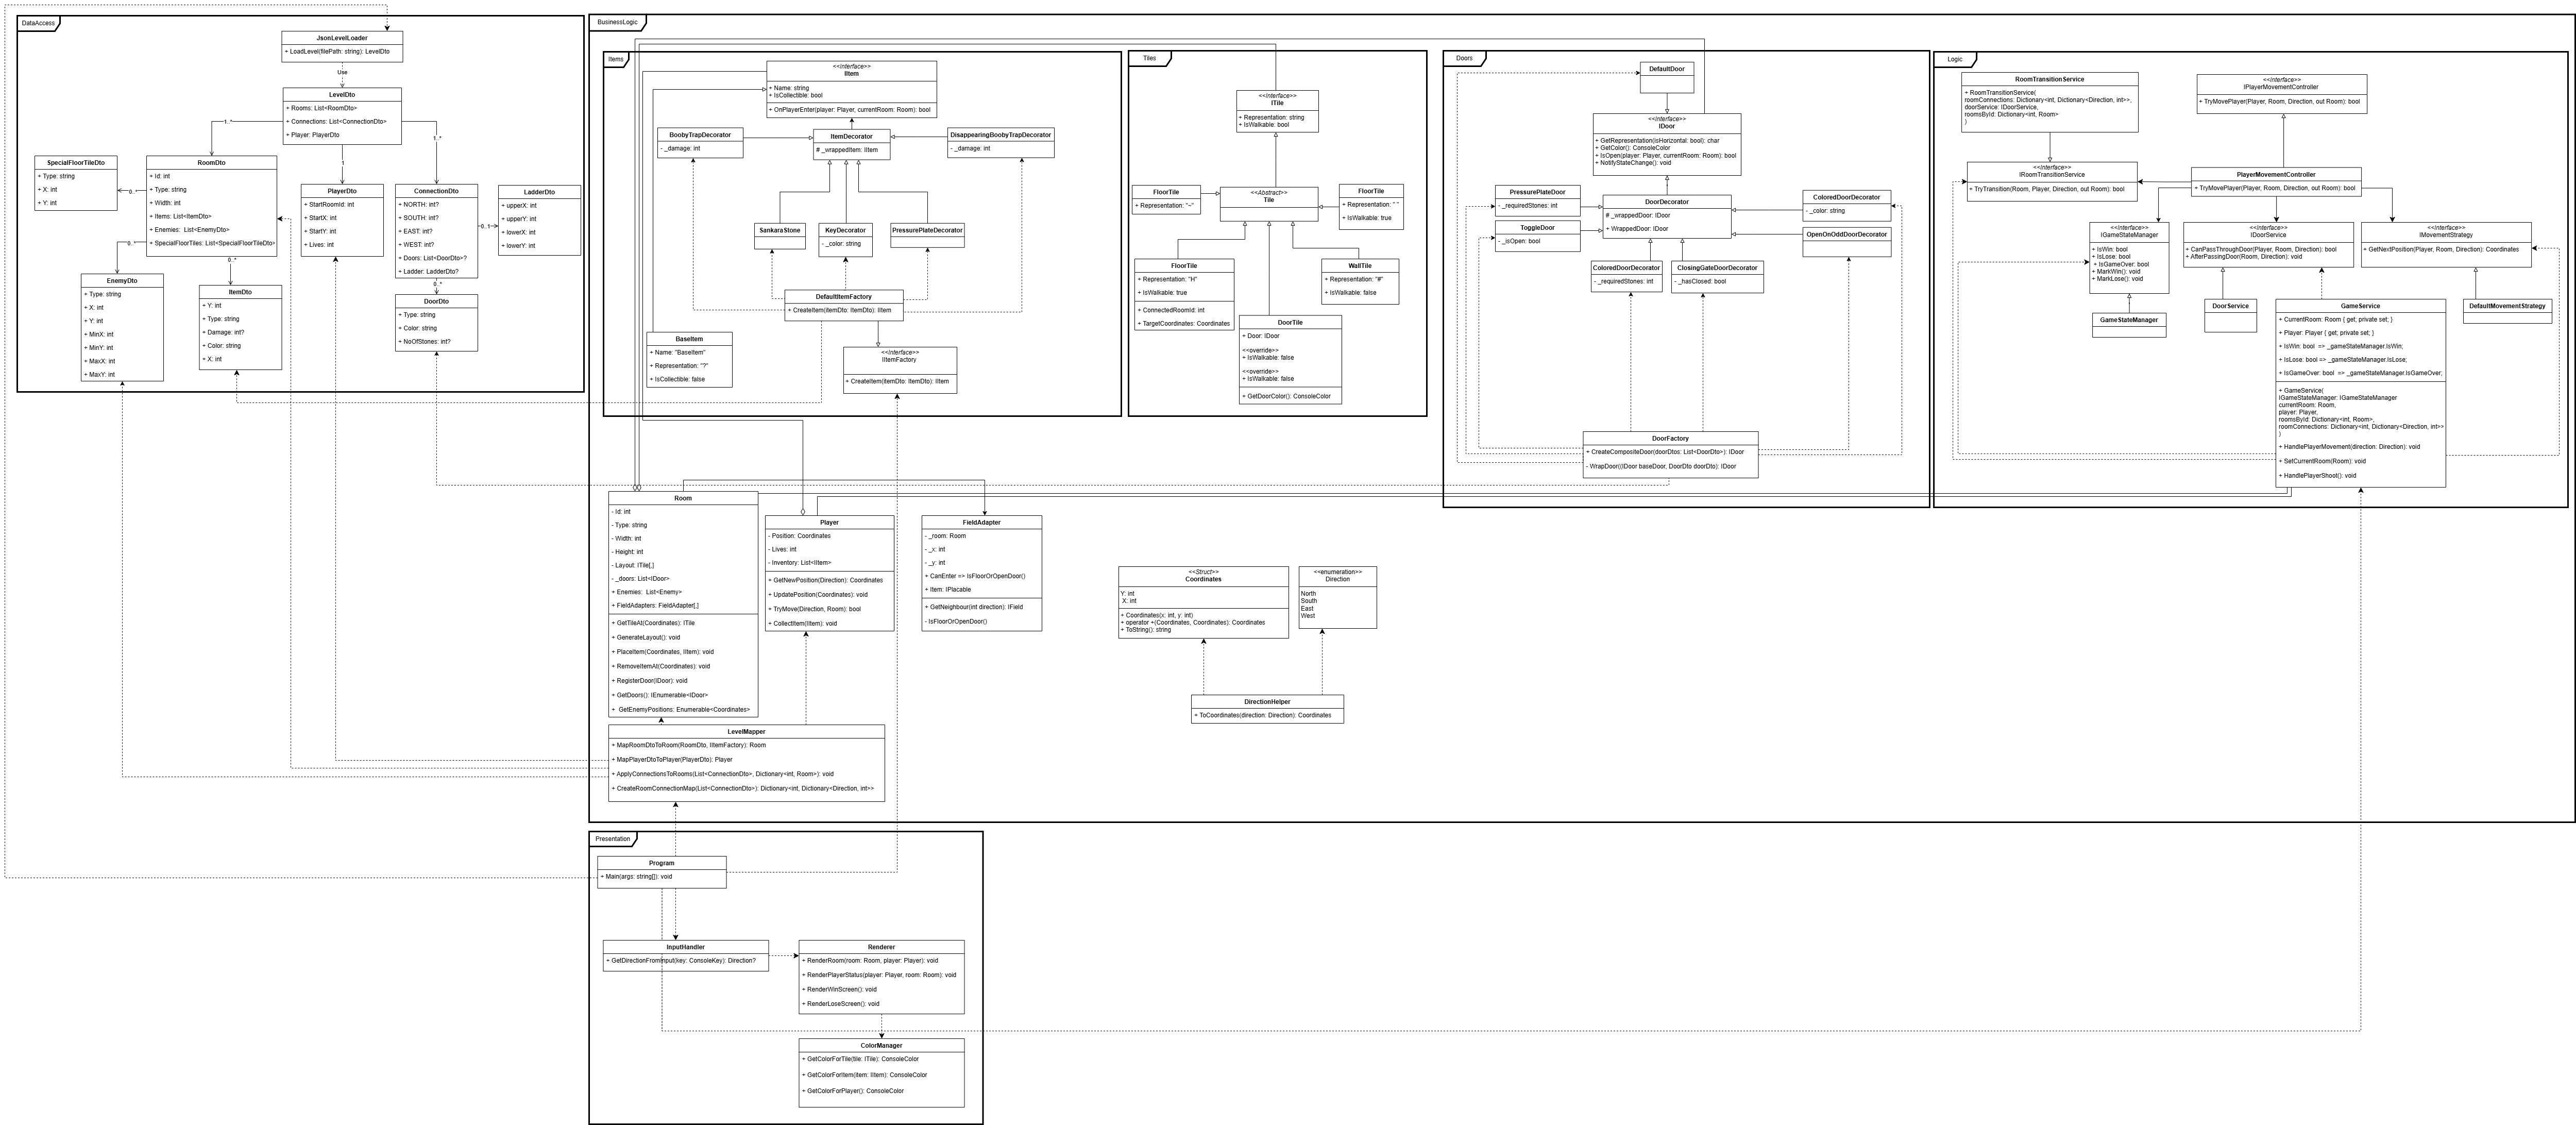 DataAccess
JsonLevelLoader
+ LoadLevel(filePath: string): LevelDto
Use
LevelDto
+ Rooms: List<RoomDto>
+ Connections: List<ConnectionDto>
+ Player: PlayerDto
1..*
1
1..*
SpecialFloorTileDto
+ Type: string
+ X: int
+ Y: int
0..*
RoomDto
+ Id: int
+ Type: string
+ Width: int
+ Items: List<ItemDto>
+ Enemies: List<EnemyDto>
+ SpecialFloorTiles: List<SpecialFloorTileDto>
0..*
0..*
PlayerDto
+ StartRoomId: int
+ StartX: int
+ StartY: int
+ Lives: int
ConnectionDto
+ NORTH: int?
+ SOUTH: int?
+ EAST: int?
+ WEST: int?
+ Doors: List<DoorDto>?
+ Ladder: LadderDto?
0..1
0..*
LadderDto
+ upperX: int
+ upperY: int
+ lowerX: int
+ lowerY: int
EnemyDto
+ Type: string
+ X: int
+ Y: int
+ MinX: int
+ MinY: int
+ MaxX: int
+ MaxY: int
ItemDto
+ Y: int
+ Type: string
+ Damage: int?
+ Color: string
+ X: int
DoorDto
+ Type: string
+ Color: string
+ NoOfStones: int?
BusinessLogic
Items
<<Interface>>
IItem
+ Name: string
+ IsCollectible: bool
+ OnPlayerEnter(player: Player, currentRoom: Room): bool
BoobyTrapDecorator
- _damage: int
ItemDecorator
# _wrappedItem: IItem
DisappearingBoobyTrapDecorator
- _damage: int
SankaraStone
KeyDecorator
- _color: string
PressurePlateDecorator
DefaultItemFactory
+ CreateItem(itemDto: ItemDto): IItem
BaseItem
+ Name: "BaseItem"
+ Representation: "?"
+ IsCollectible: false
<<Interface>>
IItemFactory
+ CreateItem(itemDto: ItemDto): IItem
Tiles
<<Interface>>
ITile
+ Representation: string
+ IsWalkable: bool
FloorTile
+ Representation: "~"
<<Abstract>>
Tile
FloorTile
+ Representation: " "
+ IsWalkable: true
FloorTile
+ Representation: "H"
+ IsWalkable: true
+ ConnectedRoomId: int
+ TargetCoordinates: Coordinates
WallTile
+ Representation: "#"
+ IsWalkable: false
DoorTile
+ Door: IDoor
<<override>>
+ IsWalkable: false
<<override>>
+ IsWalkable: false
+ GetDoorColor(): ConsoleColor
Doors
DefaultDoor
<<Interface>>
IDoor
+ GetRepresentation(isHorizontal: bool): char
+ GetColor(): ConsoleColor
+ IsOpen(player: Player, currentRoom: Room): bool
+ NotifyStateChange(): void
PressurePlateDoor
- _requiredStones: int
ToggleDoor
- _isOpen: bool
DoorDecorator
# _wrappedDoor: IDoor
+ WrappedDoor: IDoor
ColoredDoorDecorator
- _color: string
OpenOnOddDoorDecorator
ColoredDoorDecorator
- _requiredStones: int
ClosingGateDoorDecorator
- _hasClosed: bool
DoorFactory
+ CreateCompositeDoor(doorDtos: List<DoorDto>): IDoor
- WrapDoor((IDoor baseDoor, DoorDto doorDto): IDoor
Logic
RoomTransitionService
+ RoomTransitionService(
roomConnections: Dictionary<int, Dictionary<Direction, int>>,
doorService: IDoorService,
roomsById: Dictionary<int, Room>
)
<<Interface>>
IPlayerMovementController
+ TryMovePlayer(Player, Room, Direction, out Room): bool
<<Interface>>
IRoomTransitionService
+ TryTransition(Room, Player, Direction, out Room): bool
PlayerMovementController
+ TryMovePlayer(Player, Room, Direction, out Room): bool
<<Interface>>
IGameStateManager
+ IsWin: bool
+ IsLose: bool
+ IsGameOver: bool
+ MarkWin(): void
+ MarkLose(): void
GameStateManager
<<Interface>>
IDoorService
+ CanPassThroughDoor(Player, Room, Direction): bool
+ AfterPassingDoor(Room, Direction): void
DoorService
<<Interface>>
IMovementStrategy
+ GetNextPosition(Player, Room, Direction): Coordinates
DefaultMovementStrategy
GameService
+ CurrentRoom: Room { get; private set; }
+ Player: Player { get; private set; }
+ IsWin: bool => _gameStateManager.IsWin;
+ IsLose: bool => _gameStateManager.IsLose;
+ IsGameOver: bool => _gameStateManager.IsGameOver;
+ GameService(
IGameStateManager: IGameStateManager
currentRoom: Room,
player: Player,
roomsById: Dictionary<int, Room>,
roomConnections: Dictionary<int, Dictionary<Direction, int>>
)
+ HandlePlayerMovement(direction: Direction): void
+ SetCurrentRoom(Room): void
+ HandlePlayerShoot(): void
Room
- Id: int
- Type: string
- Width: int
- Height: int
- Layout: ITile[,]
- _doors: List<IDoor>
+ Enemies: List<Enemy>
+ FieldAdapters: FieldAdapter[,]
+ GetTileAt(Coordinates): ITile
+ GenerateLayout(): void
+ PlaceItem(Coordinates, IItem): void
+ RemoveItemAt(Coordinates): void
+ RegisterDoor(IDoor): void
+ GetDoors(): IEnumerable<IDoor>
+ GetEnemyPositions: Enumerable<Coordinates>
Player
- Position: Coordinates
- Lives: int
- Inventory: List<IItem>
+ GetNewPosition(Direction): Coordinates
+ UpdatePosition(Coordinates): void
+ TryMove(Direction, Room): bool
+ CollectItem(IItem): void
FieldAdapter
- _room: Room
- _x: int
- _y: int
+ CanEnter => IsFloorOrOpenDoor()
+ Item: IPlacable
+ GetNeighbour(int direction): IField
- IsFloorOrOpenDoor()
<<Struct>>
Coordinates
Y: int
X: int
+ Coordinates(x: int, y: int)
+ operator +(Coordinates, Coordinates): Coordinates
+ ToString(): string
<<enumeration>>
Direction
North
South
East
West
DirectionHelper
+ ToCoordinates(direction: Direction): Coordinates
LevelMapper
+ MapRoomDtoToRoom(RoomDto, IItemFactory): Room
+ MapPlayerDtoToPlayer(PlayerDto): Player
+ ApplyConnectionsToRooms(List<ConnectionDto>, Dictionary<int, Room>): void
+ CreateRoomConnectionMap(List<ConnectionDto>): Dictionary<int, Dictionary<Direction, int>>
Presentation
Program
+ Main(args: string[]): void
InputHandler
+ GetDirectionFromInput(key: ConsoleKey): Direction?
Renderer
+ RenderRoom(room: Room, player: Player): void
+ RenderPlayerStatus(player: Player, room: Room): void
+ RenderWinScreen(): void
+ RenderLoseScreen(): void
ColorManager
+ GetColorForTile(tile: ITile): ConsoleColor
+ GetColorForItem(item: IItem): ConsoleColor
+ GetColorForPlayer(): ConsoleColor